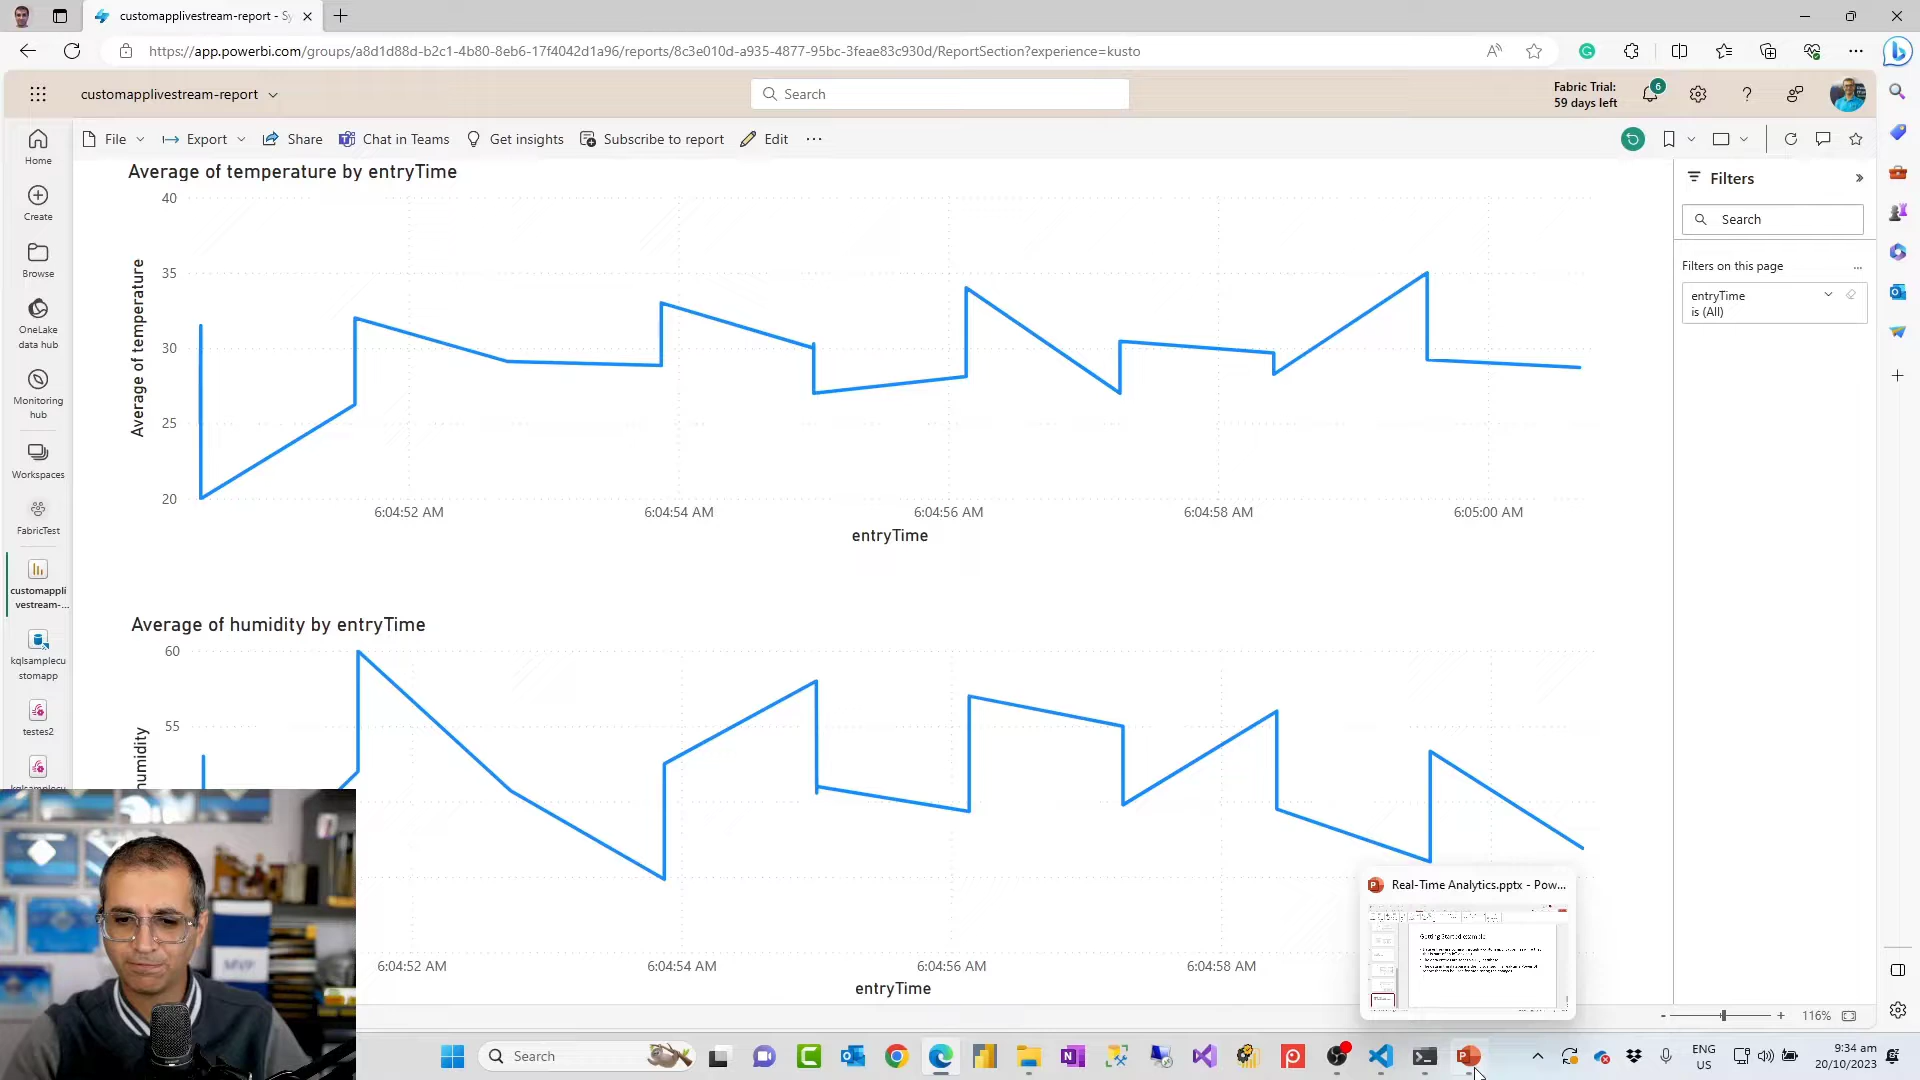 customapplivestream-report - Sy
https://app.powerbi.com/groups/a8d1d88d-b2c1-4b80-8eb6-17f4042d1a96/reports/8c3e010d-a935-4877-95bc-3feae83c930d/ReportSection?experience=kusto
customapplivestream-report
Search
Fabric Trial:
59 days left
6
File
Export
Share
Chat in Teams
Get insights
Subscribe to report
Edit
Home
Create
Browse
OneLake
data hub
Monitoring
hub
Workspaces
FabricTest
customappli
vestream-...
kqlsamplecu
stomapp
testes2
Average of temperature by entryTime
Average of temperature
40
35
30
25
20
6:04:52 AM
6:04:54 AM
6:04:56 AM
6:04:58 AM
6:05:00 AM
entryTime
Average of humidity by entryTime
humidity
60
55
6:04:52 AM
6:04:54 AM
6:04:56 AM
6:04:58 AM
entryTime
Filters
Search
Filters on this page
...
entryTime
is (All)
Real-Time Analytics.pptx - Pow...
Getting Started example
- 
+
116%
MVP
Search
ENG
US
9:34 am
20/10/2023